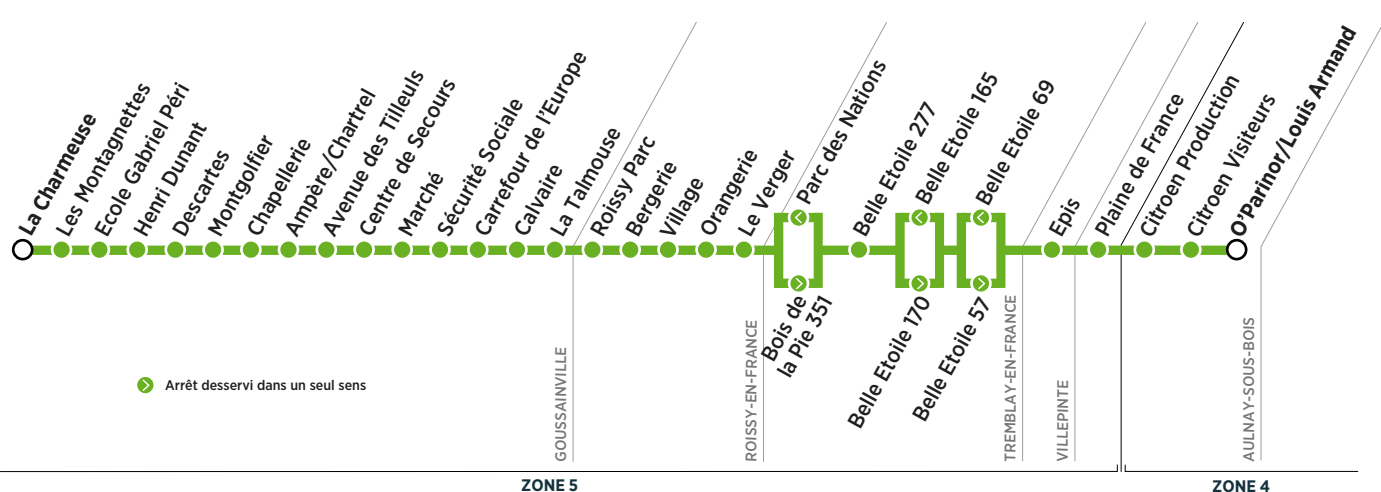 La Charmeuse
Les Montagnettes
Ecole Gabriel Péri
Henri Dunant
Descartes
Montgolfier
Chapellerie
Ampère/Chartrel
Avenue des Tilleuls
Centre de Secours
Marché
Sécurité Sociale
Carrefour de l'Europe
Calvaire
La Talmouse
Roissy Parc
Bergerie
Village
Orangerie
Le Verger
Parc des Nations
Bois de
la Pie 351
Belle Etoile 277
Belle Etoile 165
Belle Etoile 170
Belle Etoile 69
Belle Etoile 57
Epis
Plaine de France
Citroen Production
Citroen Visiteurs
O'Parinor/Louis Armand
Arrêt desservi dans un seul sens
GOUSSAINVILLE
ROISSY-EN-FRANCE
TREMBLAY-EN-FRANCE
VILLEPINTE
AULNAY-SOUS-BOIS
ZONE 5
ZONE 4